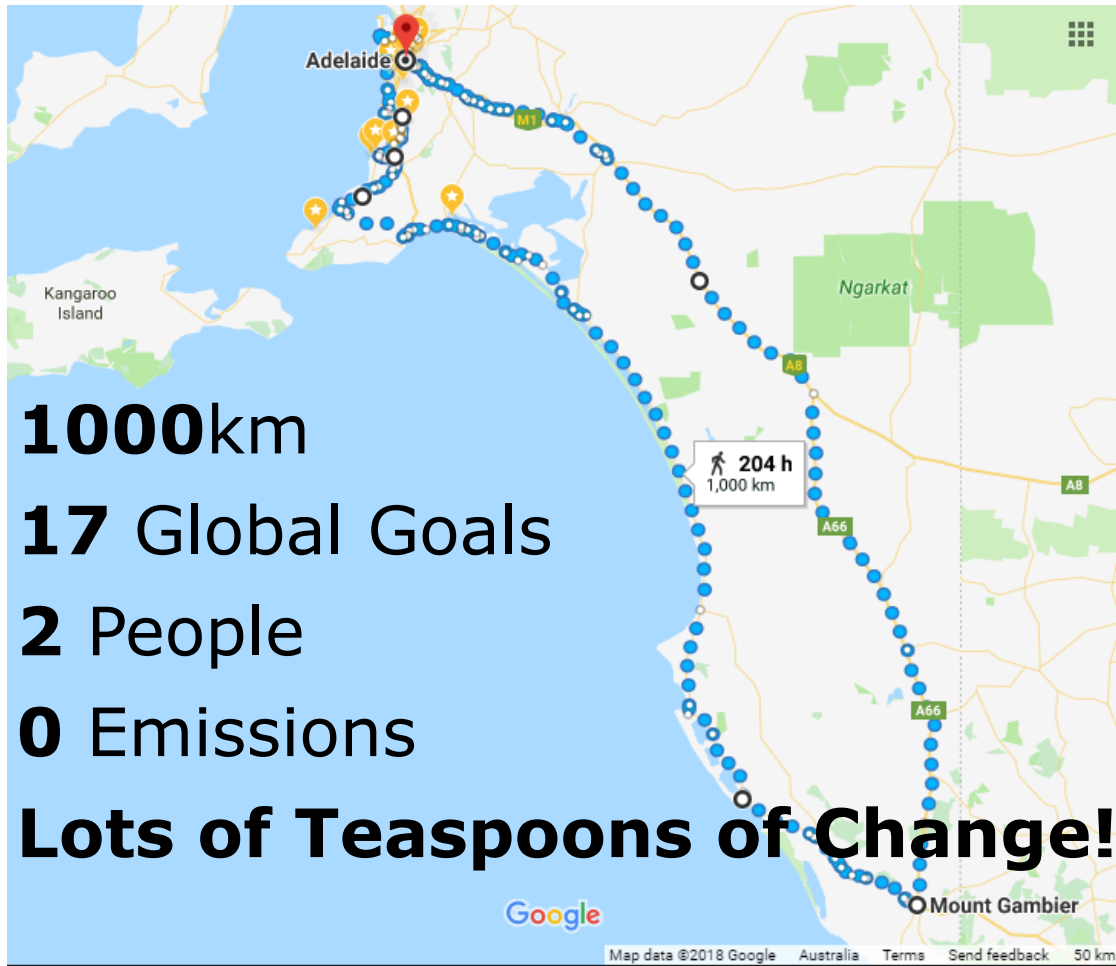 Adelaide
M1
Kangaroo
Island
Ngarkat
A8
1000km
204 h
1,000 km
A8
17 Global Goals
A66
2 People
0 Emissions
A66
Lots of Teaspoons of Change!
Mount Gambier
Google
Map data ©2018 Google Australia Terms Send feedback 50 km